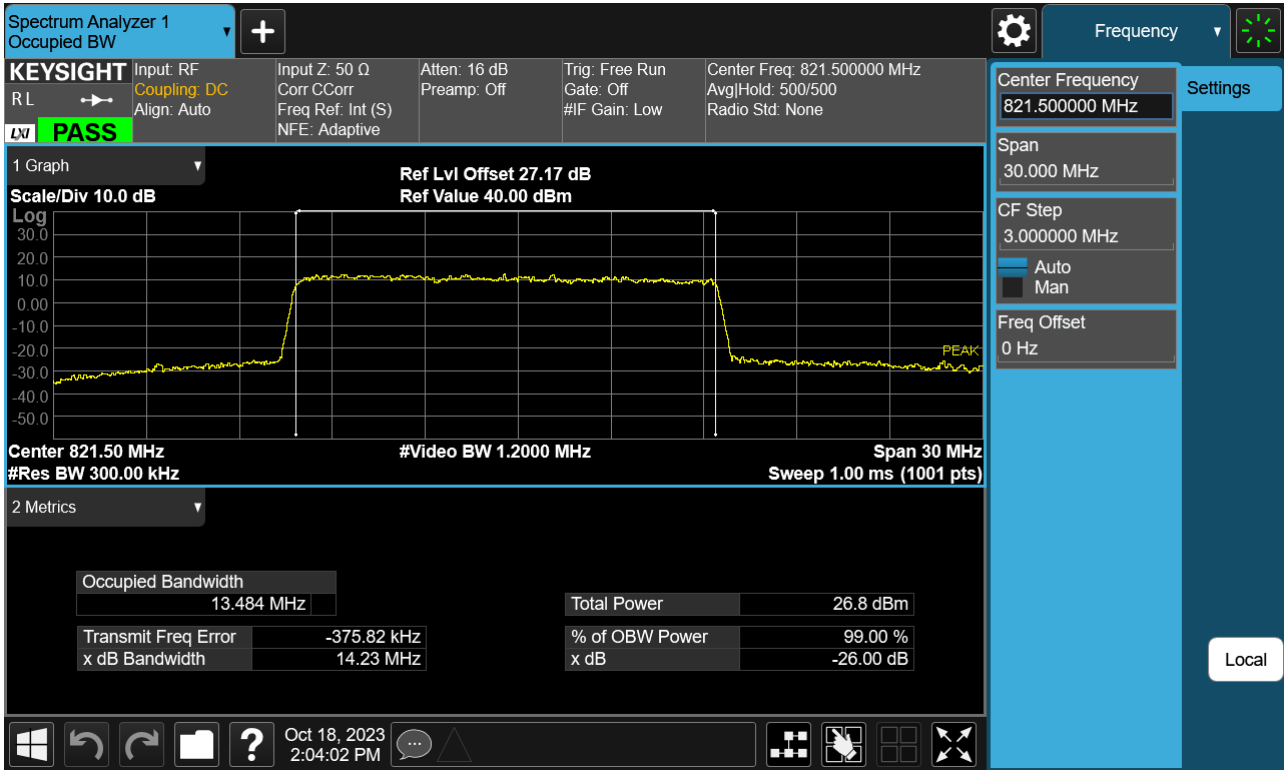 Spectrum Analyzer 1
Occupied BW
Frequency
KEYSIGHT
R L
LXI PASS
Input: RF
Coupling: DC
Align: Auto
Input Z: 50 Ω
Corr CCorr
Freq Ref: Int (S)
NFE: Adaptive
Atten: 16 dB
Preamp: Off
Trig: Free Run
Gate: Off
#IF Gain: Low
Center Freq: 821.500000 MHz
Avg|Hold: 500/500
Radio Std: None
Center Frequency
821.500000 MHz
Settings
Span
30.000 MHz
CF Step
3.000000 MHz
Auto
Man
Freq Offset
0 Hz
Local
1 Graph
Scale/Div 10.0 dB
Ref Lvl Offset 27.17 dB
Ref Value 40.00 dBm
Log
30.0
20.0
10.0
0.00
-10.0
-20.0
-30.0
-40.0
-50.0
PEAK
Center 821.50 MHz
#Video BW 1.2000 MHz
Span 30 MHz
#Res BW 300.00 kHz
Sweep 1.00 ms (1001 pts)
2 Metrics
Occupied Bandwidth
13.484 MHz
Total Power 26.8 dBm
Transmit Freq Error -375.82 kHz
% of OBW Power 99.00 %
x dB Bandwidth 14.23 MHz
x dB -26.00 dB
?
Oct 18, 2023
2:04:02 PM